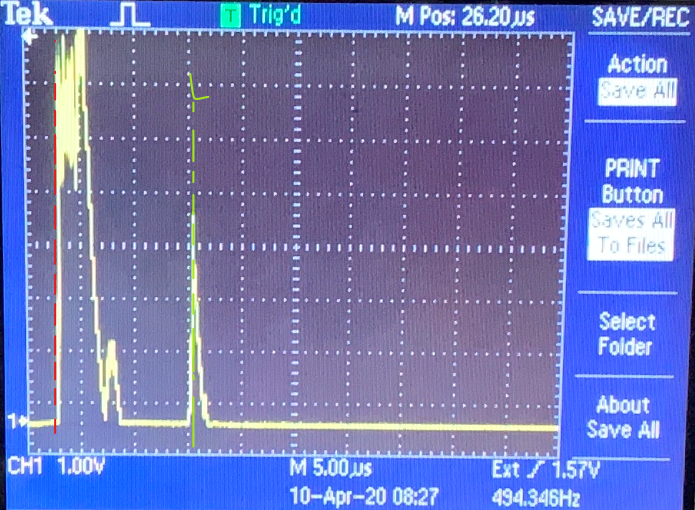 Tek T Trig'd M Pos: 26.20µs SAVE/REC
Action
Save All
PRINT
Button
Saves All
To Files
Select
Folder
About
Save All
1
CH1 1.00V M 5.00µs Ext / 1.57V
10-Apr-20 08:27 494.346Hz
L